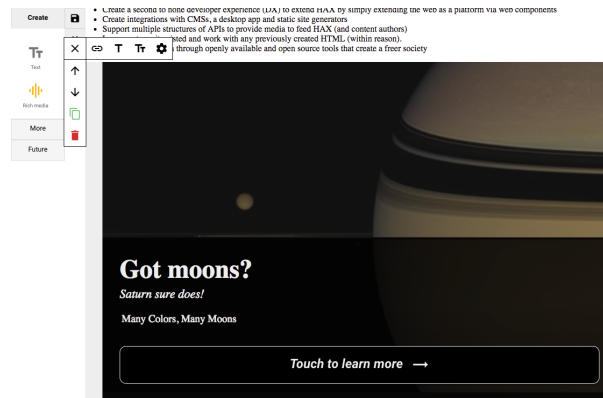 Create
• Create a second to none developer experience (DX) to extend HAX by simply extending the web as a platform via web components
• Create integrations with CMSs, a desktop app and static site generators
• Support multiple structures of APIs to provide media to feed HAX (and content authors)
and work with any previously created HTML (within reason).
through openly available and open source tools that create a freer society
T
Tт
Tт
Text
Rich media
More
Future
Got moons?
Saturn sure does!
Many Colors, Many Moons
Touch to learn more →